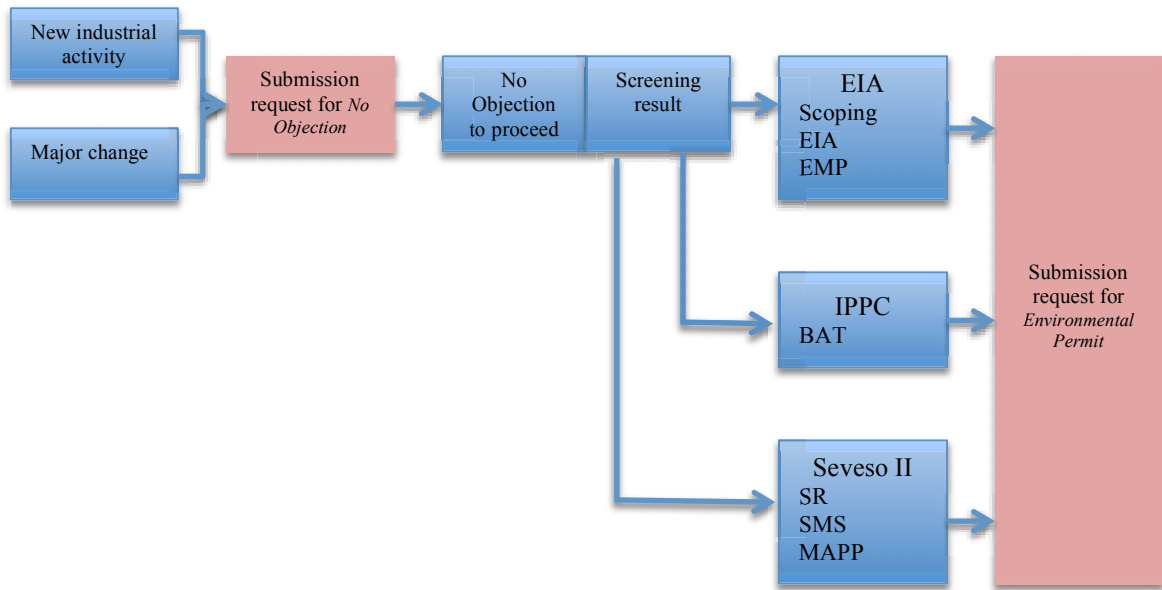 New industrial
activity
Major change
Submission
request for No
Objection
No
Objection
to proceed
Screening
result
EIA
Scoping
EIA
EMP
IPPC
BAT
Seveso II
SR
SMS
MAPP
Submission
request for
Environmental
Permit